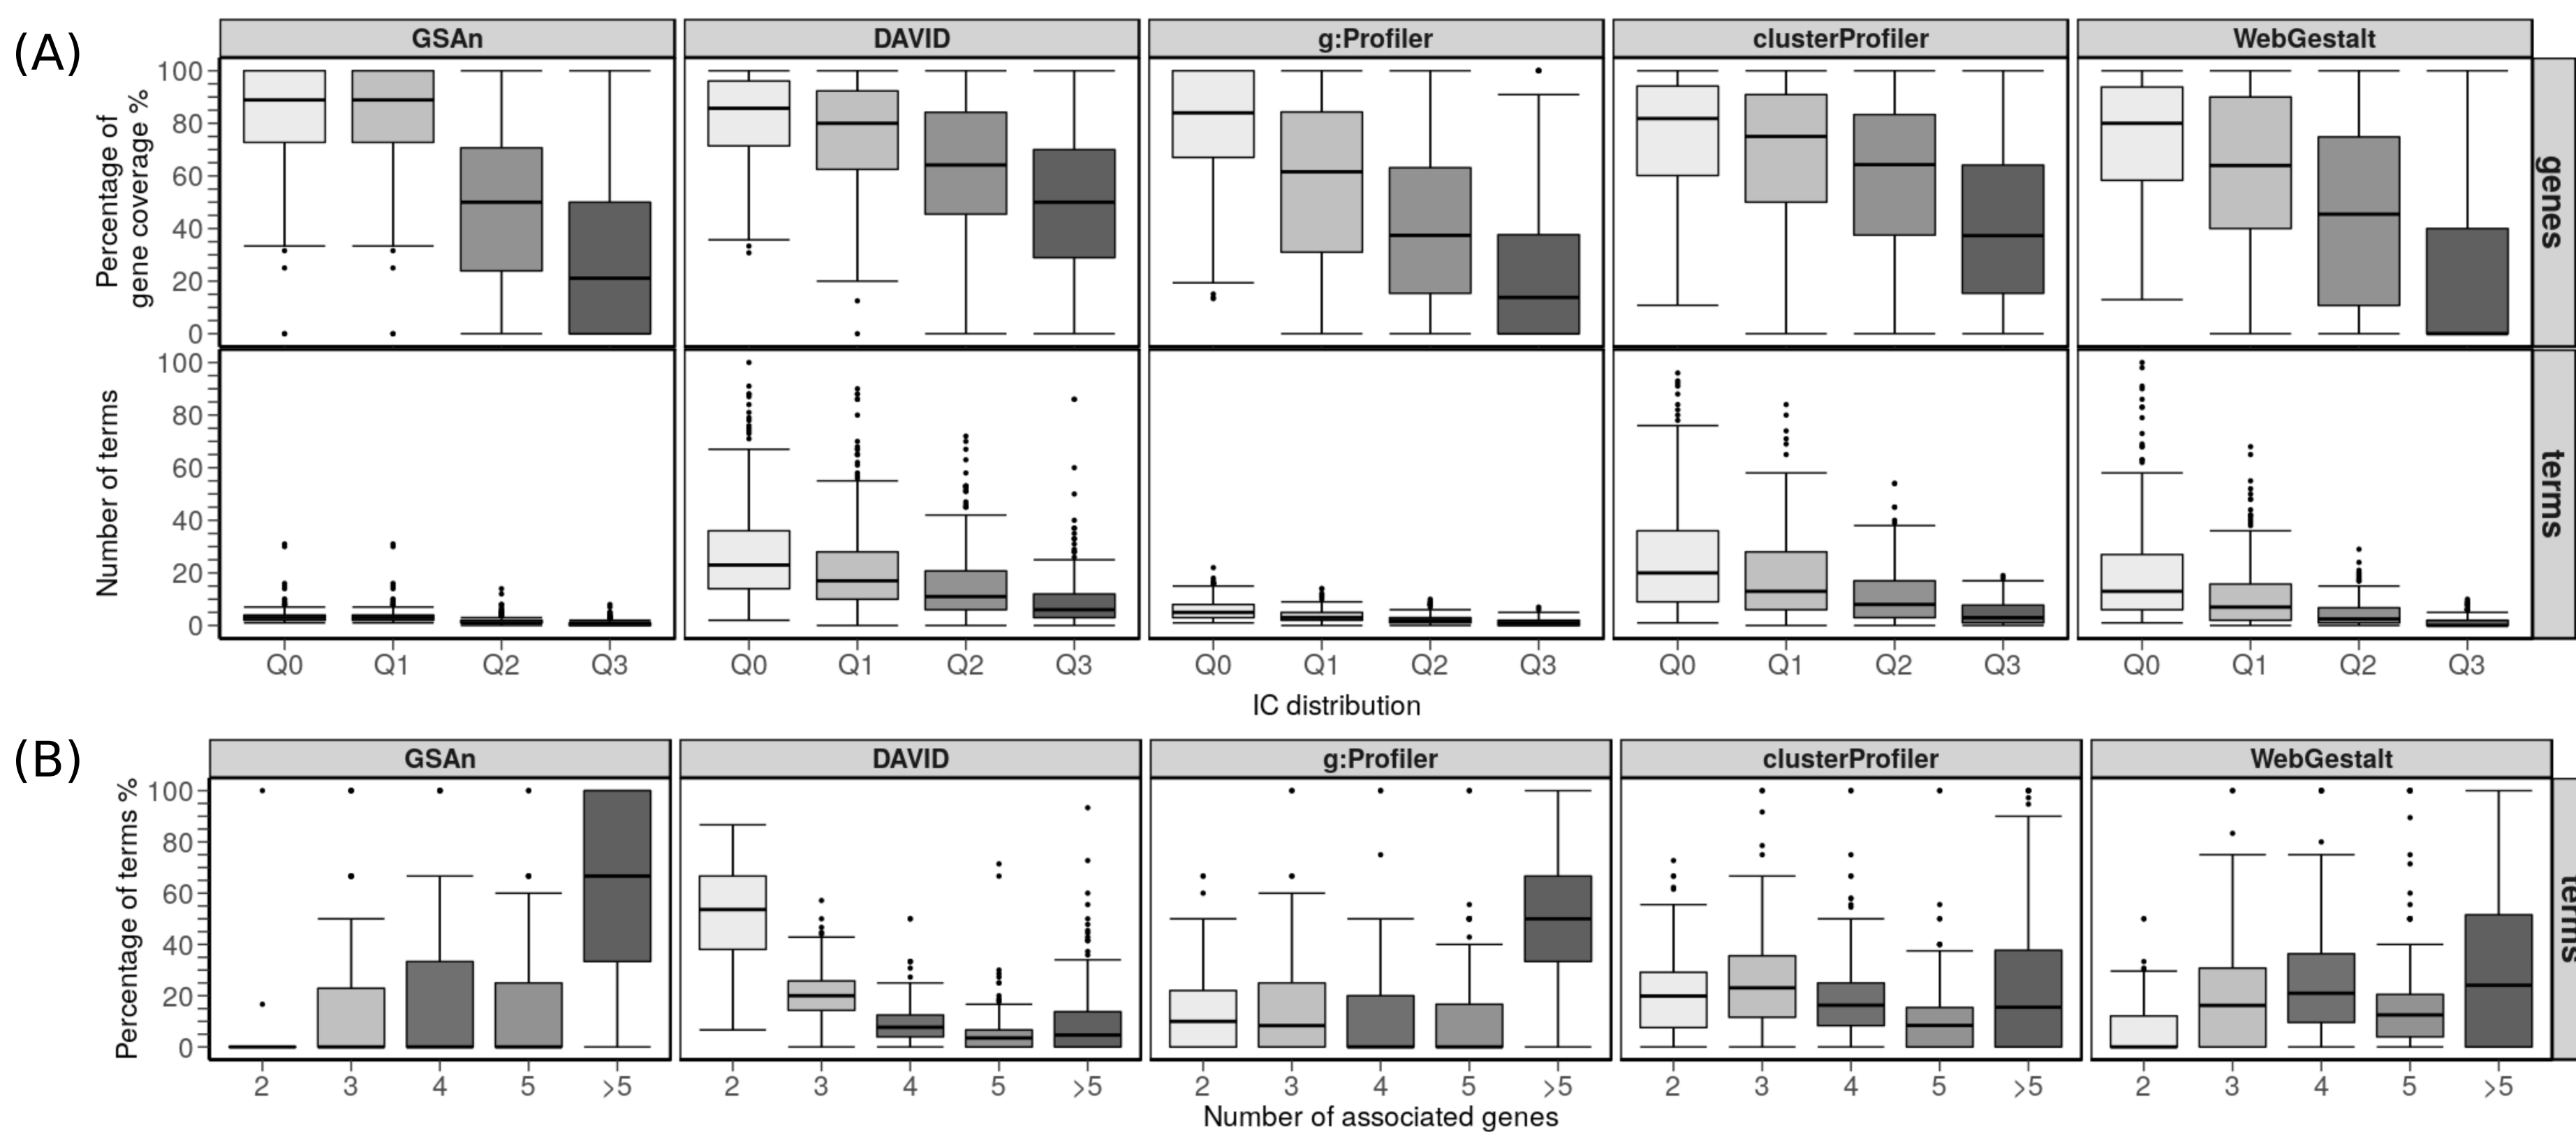 (A)
GSAn DAVID g:Profiler clusterProfiler WebGestalt
Percentage of
gene coverage %
100
80
60
40
20
0
genes
Number of terms
100
80
60
40
20
0
terms
Q0 Q1 Q2 Q3 Q0 Q1 Q2 Q3 Q0 Q1 Q2 Q3 Q0 Q1 Q2 Q3 Q0 Q1 Q2 Q3
IC distribution
(B)
GSAn DAVID g:Profiler clusterProfiler WebGestalt
Percentage of terms %
100
80
60
40
20
0
terms
2 3 4 5 >5 2 3 4 5 >5 2 3 4 5 >5 2 3 4 5 >5 2 3 4 5 >5
Number of associated genes